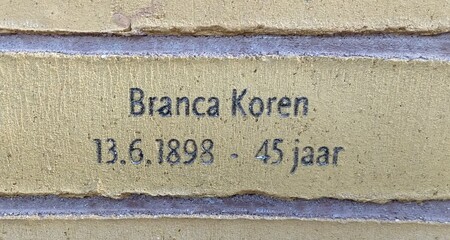 Branca Koren
13.6.1898 - 45 jaar